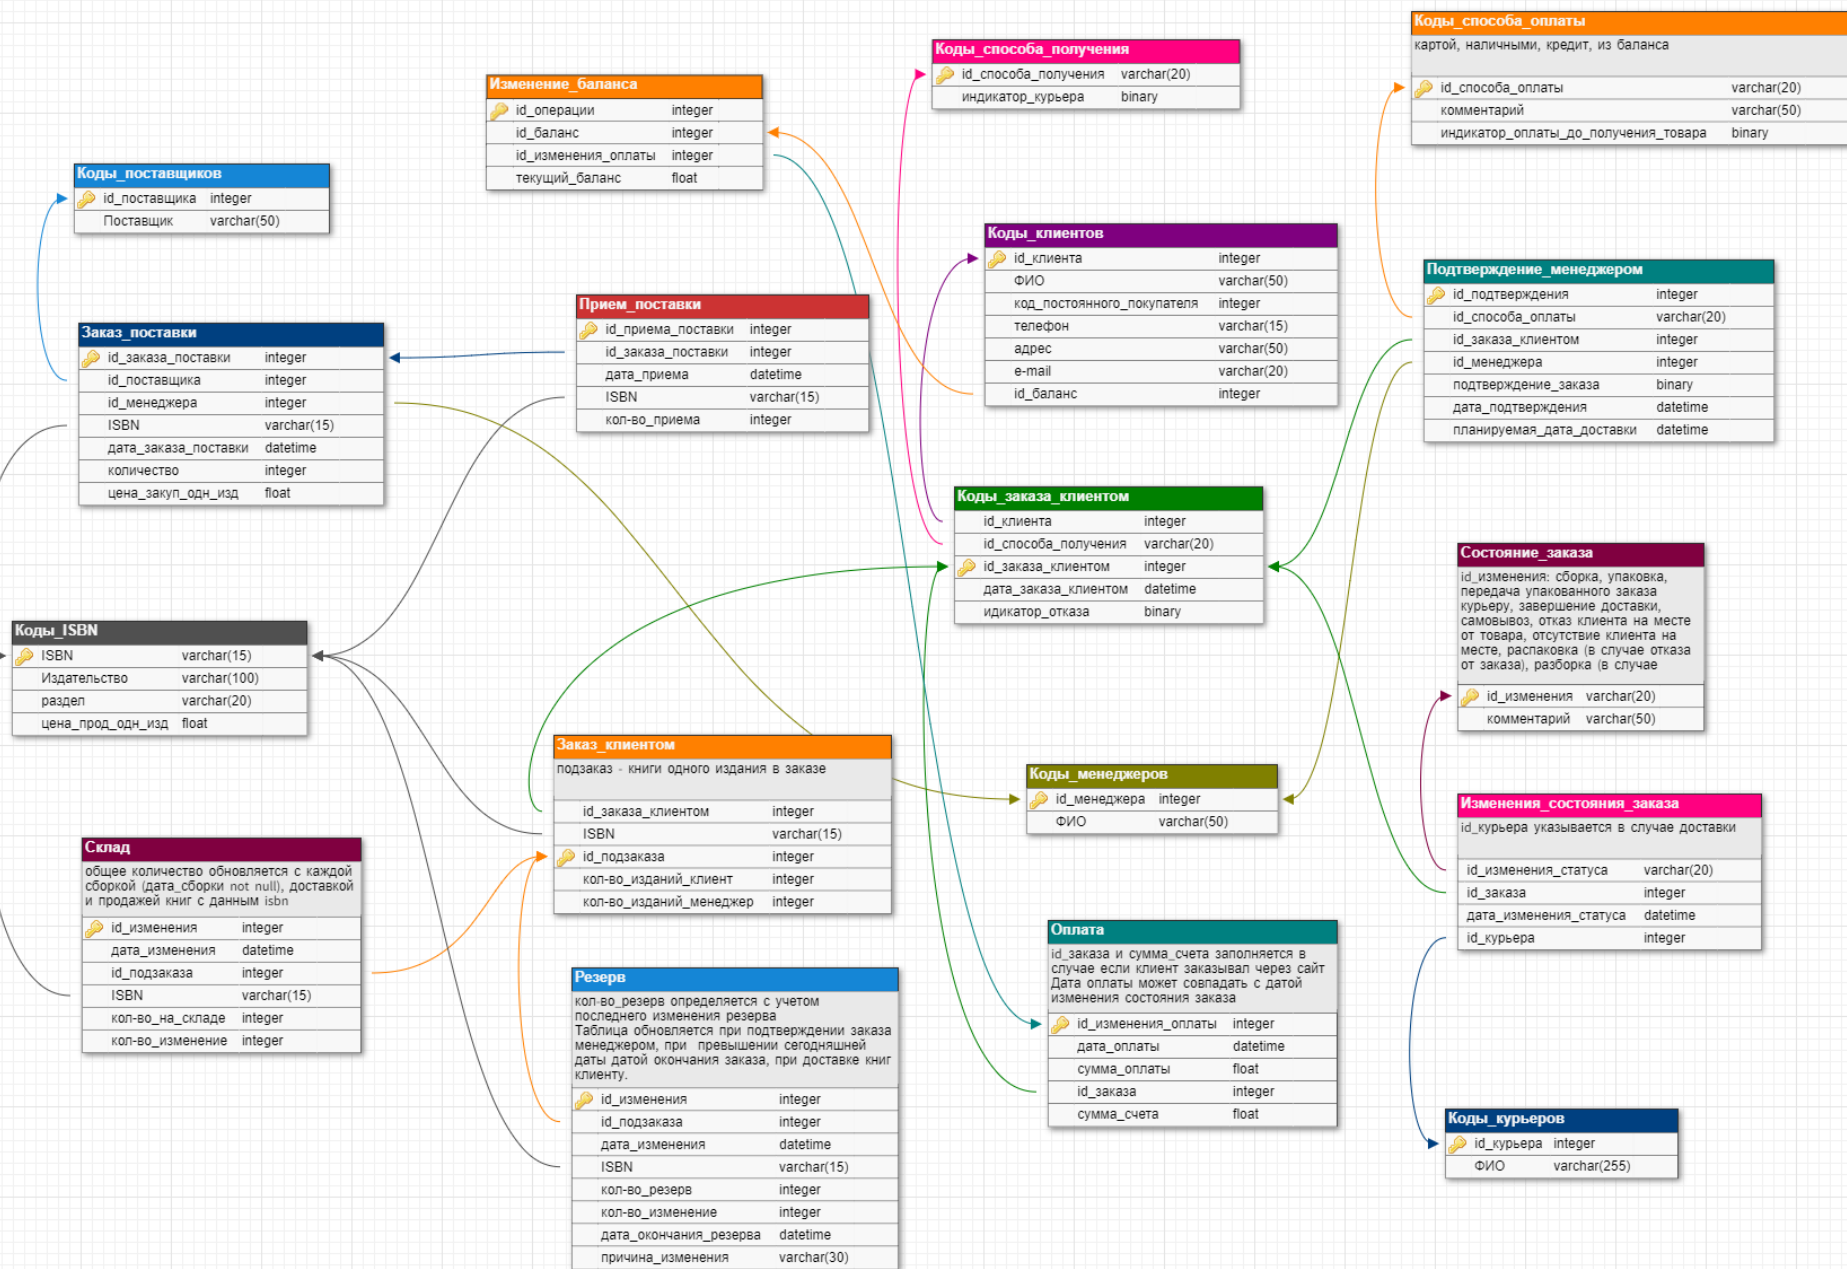 Коды_способа_оплаты
картой, наличными, кредит, из баланса
id_способа_оплаты varchar(20)
комментарий varchar(50)
индикатор_оплаты_до_получения_товара binary
Коды_способа_получения
id_способа_получения varchar(20)
индикатор_курьера binary
Изменение_баланса
id_операции integer
id_баланс integer
id_изменения_оплаты integer
текущий_баланс float
Коды_поставщиков
id_поставщика integer
Поставщик varchar(50)
Коды_клиентов
id_клиента integer
ФИО varchar(50)
код_постоянного_покупателя integer
телефон varchar(15)
адрес varchar(50)
e-mail varchar(20)
id_баланс integer
Подтверждение_менеджером
id_подтверждения integer
id_способа_оплаты varchar(20)
id_заказа_клиентом integer
id_менеджера integer
подтверждение_заказа binary
дата_подтверждения datetime
планируемая_дата_доставки datetime
Прием_поставки
id_приема_поставки integer
id_заказа_поставки integer
дата_приема datetime
ISBN varchar(15)
кол-во_приема integer
Заказ_поставки
id_заказа_поставки integer
id_поставщика integer
id_менеджера integer
ISBN varchar(15)
дата_заказа_поставки datetime
количество integer
цена_закуп_одн_изд float
Коды_заказа_клиентом
id_клиента integer
id_способа_получения varchar(20)
id_заказа_клиентом integer
дата_заказа_клиентом datetime
идикатор_отказа binary
Состояние_заказа
id_изменения: сборка, упаковка,
передача упакованного заказа
курьеру, завершение доставки,
самовывоз, отказ клиента на месте
от товара, отсутствие клиента на
месте, распаковка (в случае отказа
от заказа), разборка (в случае
id_изменения varchar(20)
комментарий varchar(50)
Коды_ISBN
ISBN varchar(15)
Издательство varchar(100)
раздел varchar(20)
цена_прод_одн_изд float
Заказ_клиентом
подзаказ - книги одного издания в заказе
id_заказа_клиентом integer
ISBN varchar(15)
id_подзаказа integer
кол-во_изданий_клиент integer
кол-во_изданий_менеджер integer
Коды_менеджеров
id_менеджера integer
ФИО varchar(50)
Изменения_состояния_заказа
id_курьера указывается в случае доставки
id_изменения_статуса varchar(20)
id_заказа integer
дата_изменения_статуса datetime
id_курьера integer
Склад
общее количество обновляется с каждой
сборкой (дата_сборки not null), доставкой
и продажей книг с данным isbn
id_изменения integer
дата_изменения datetime
id_подзаказа integer
ISBN varchar(15)
кол-во_на_складе integer
кол-во_изменение integer
Оплата
id_заказа и сумма_счета заполняется в
случае если клиент заказывал через сайт
Дата оплаты может совпадать с датой
изменения состояния заказа
id_изменения_оплаты integer
дата_оплаты datetime
сумма_оплаты float
id_заказа integer
сумма_счета float
Резерв
кол-во_резерв определяется с учетом
последнего изменения резерва
Таблица обновляется при подтверждении заказа
менеджером, при превышении сегодняшней
даты датой окончания заказа, при доставке книг
клиенту.
id_изменения integer
id_подзаказа integer
дата_изменения datetime
ISBN varchar(15)
кол-во_резерв integer
кол-во_изменение integer
дата_окончания_резерва datetime
причина_изменения varchar(30)
Коды_курьеров
id_курьера integer
ФИО varchar(255)